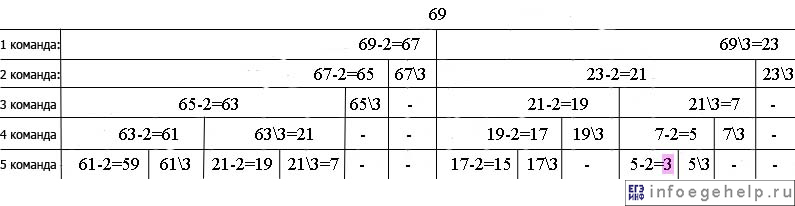 69
1 команда: 69-2=67 69\3=23
2 команда: 67-2=65 67\3 23-2=21 23\3
3 команда 65-2=63 65\3 - 21-2=19 21\3=7 -
4 команда 63-2=61 63\3=21 - - 19-2=17 19\3 7-2=5 7\3 -
5 команда 61-2=59 61\3 21-2=19 21\3=7 - - 17-2=15 17\3 - 5-2=3 5\3 - -
ЕГЭ ИНФ infoegehelp.ru